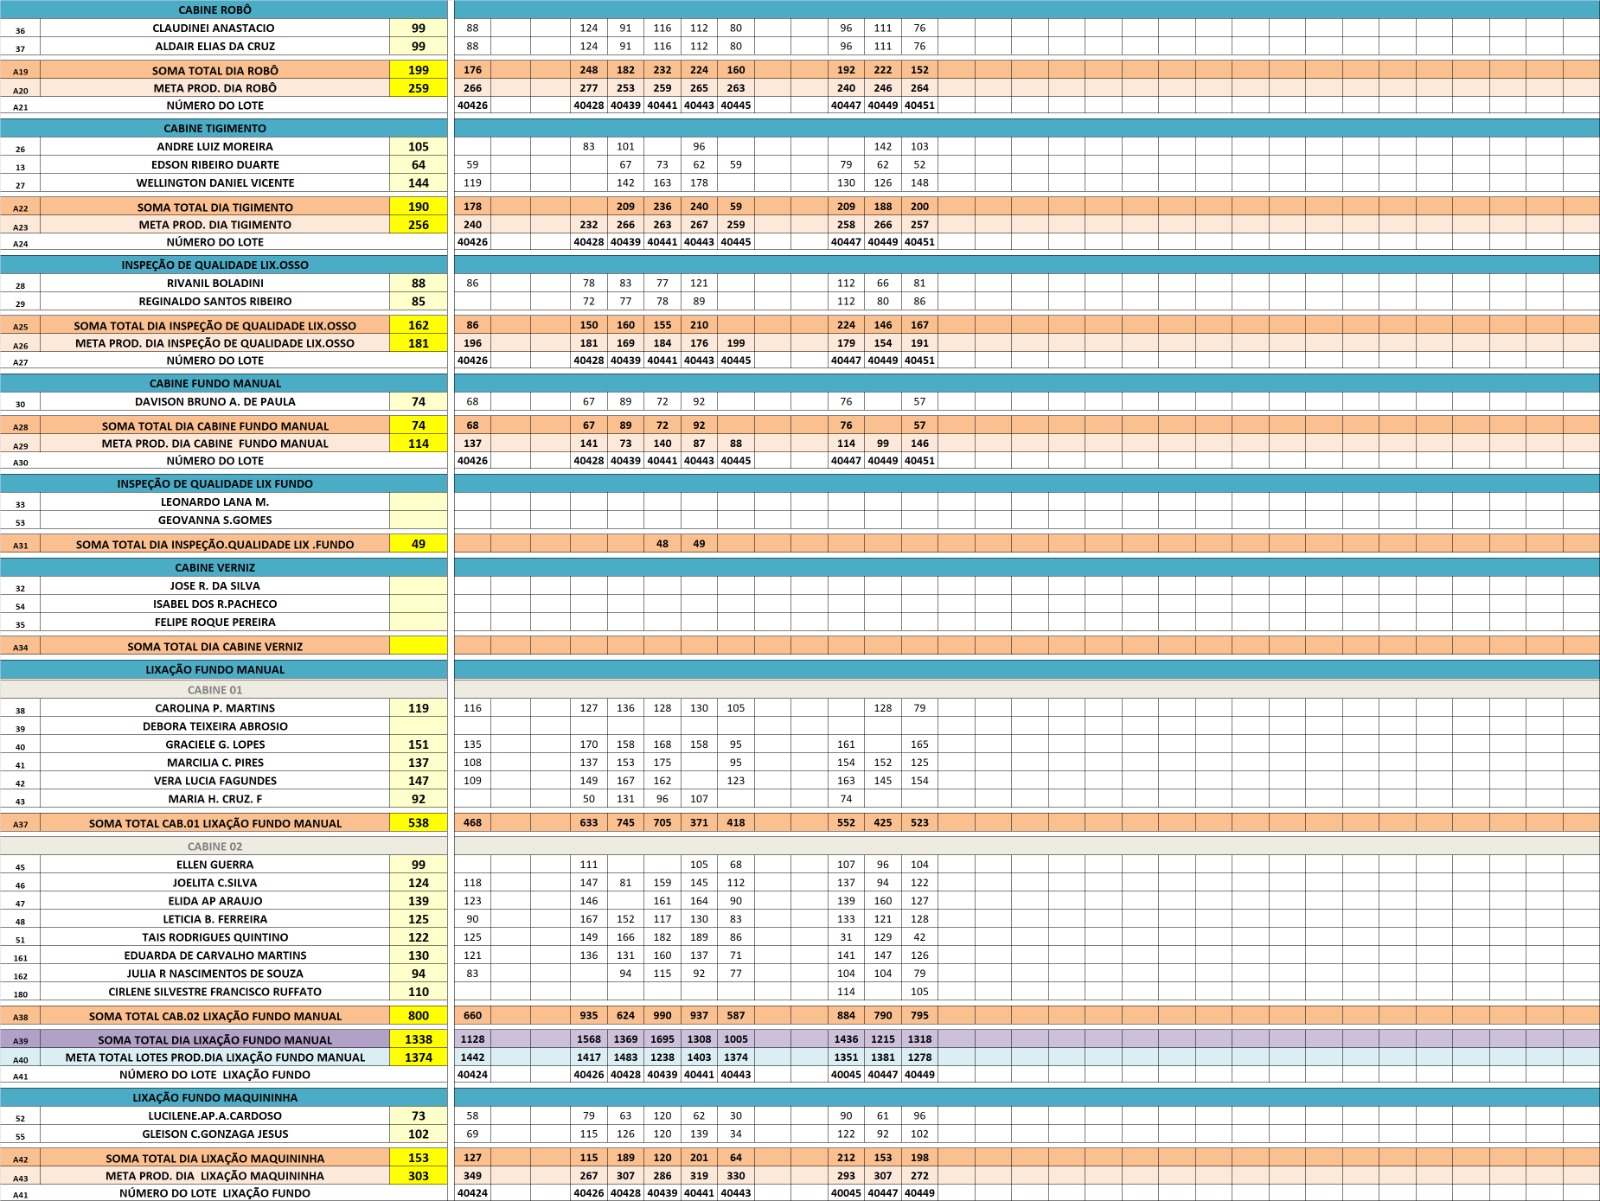 CABINE ROBÔ
36 CLAUDINEI ANASTACIO 99 88 124 91 116 112 80 96 111 76
37 ALDAIR ELIAS DA CRUZ 99 88 124 91 116 112 80 96 111 76
A19 SOMA TOTAL DIA ROBÔ 199 176 248 182 232 224 160 192 222 152
A20 META PROD. DIA ROBÔ 259 266 277 253 259 265 263 240 246 264
A21 NÚMERO DO LOTE 40426 40428 40439 40441 40443 40445 40447 40449 40451
CABINE TIGIMENTO
26 ANDRE LUIZ MOREIRA 105 83 101 96 142 103
13 EDSON RIBEIRO DUARTE 64 59 67 73 62 59 79 62 52
27 WELLINGTON DANIEL VICENTE 144 119 142 163 178 130 126 148
A22 SOMA TOTAL DIA TIGIMENTO 190 178 209 236 240 59 209 188 200
A23 META PROD. DIA TIGIMENTO 256 240 232 266 263 267 259 258 266 257
A24 NÚMERO DO LOTE 40426 40428 40439 40441 40443 40445 40447 40449 40451
INSPEÇÃO DE QUALIDADE LIX.OSSO
28 RIVANIL BOLADINI 88 86 78 83 77 121 112 66 81
29 REGINALDO SANTOS RIBEIRO 85 72 77 78 89 112 80 86
A25 SOMA TOTAL DIA INSPEÇÃO DE QUALIDADE LIX.OSSO 162 86 150 160 155 210 224 146 167
A26 META PROD. DIA INSPEÇÃO DE QUALIDADE LIX.OSSO 181 196 181 169 184 176 199 179 154 191
A27 NÚMERO DO LOTE 40426 40428 40439 40441 40443 40445 40447 40449 40451
CABINE FUNDO MANUAL
30 DAVISON BRUNO A. DE PAULA 74 68 67 89 72 92 76 57
A28 SOMA TOTAL DIA CABINE FUNDO MANUAL 74 68 67 89 72 92 76 57
A29 META PROD. DIA CABINE FUNDO MANUAL 114 137 141 73 140 87 88 114 99 146
A30 NÚMERO DO LOTE 40426 40428 40439 40441 40443 40445 40447 40449 40451
INSPEÇÃO DE QUALIDADE LIX FUNDO
33 LEONARDO LANA M.
53 GEOVANNA S.GOMES
A31 SOMA TOTAL DIA INSPEÇÃO.QUALIDADE LIX .FUNDO 49 48 49
CABINE VERNIZ
32 JOSE R. DA SILVA
54 ISABEL DOS R.PACHECO
35 FELIPE ROQUE PEREIRA
A34 SOMA TOTAL DIA CABINE VERNIZ
LIXAÇÃO FUNDO MANUAL
CABINE 01
38 CAROLINA P. MARTINS 119 116 127 136 128 130 105 128 79
39 DEBORA TEIXEIRA ABROSIO
40 GRACIELE G. LOPES 151 135 170 158 168 158 95 161 165
41 MARCILIA C. PIRES 137 108 137 153 175 95 154 152 125
42 VERA LUCIA FAGUNDES 147 109 149 167 162 123 163 145 154
43 MARIA H. CRUZ. F 92 50 131 96 107 74
A37 SOMA TOTAL CAB.01 LIXAÇÃO FUNDO MANUAL 538 468 633 745 705 371 418 552 425 523
CABINE 02
45 ELLEN GUERRA 99 111 105 68 107 96 104
46 JOELITA C.SILVA 124 118 147 81 159 145 112 137 94 122
47 ELIDA AP ARAUJO 139 123 146 161 164 90 139 160 127
48 LETICIA B. FERREIRA 125 90 167 152 117 130 83 133 121 128
51 TAIS RODRIGUES QUINTINO 122 125 149 166 182 189 86 31 129 42
161 EDUARDA DE CARVALHO MARTINS 130 121 136 131 160 137 71 141 147 126
162 JULIA R NASCIMENTOS DE SOUZA 94 83 94 115 92 77 104 104 79
180 CIRLENE SILVESTRE FRANCISCO RUFFATO 110 114 105
A38 SOMA TOTAL CAB.02 LIXAÇÃO FUNDO MANUAL 800 660 935 624 990 937 587 884 790 795
A39 SOMA TOTAL DIA LIXAÇÃO FUNDO MANUAL 1338 1128 1568 1369 1695 1308 1005 1436 1215 1318
A40 META TOTAL LOTES PROD.DIA LIXAÇÃO FUNDO MANUAL 1374 1442 1417 1483 1238 1403 1374 1351 1381 1278
A41 NÚMERO DO LOTE LIXAÇÃO FUNDO 40424 40426 40428 40439 40441 40443 40045 40447 40449
LIXAÇÃO FUNDO MAQUININHA
52 LUCILENE.AP.A.CARDOSO 73 58 79 63 120 62 30 90 61 96
55 GLEISON C.GONZAGA JESUS 102 69 115 126 120 139 34 122 92 102
A42 SOMA TOTAL DIA LIXAÇÃO MAQUININHA 153 127 115 189 120 201 64 212 153 198
A43 META PROD. DIA LIXAÇÃO MAQUININHA 303 349 267 307 286 319 330 293 307 272
A41 NÚMERO DO LOTE LIXAÇÃO FUNDO 40424 40426 40428 40439 40441 40443 40045 40447 40449